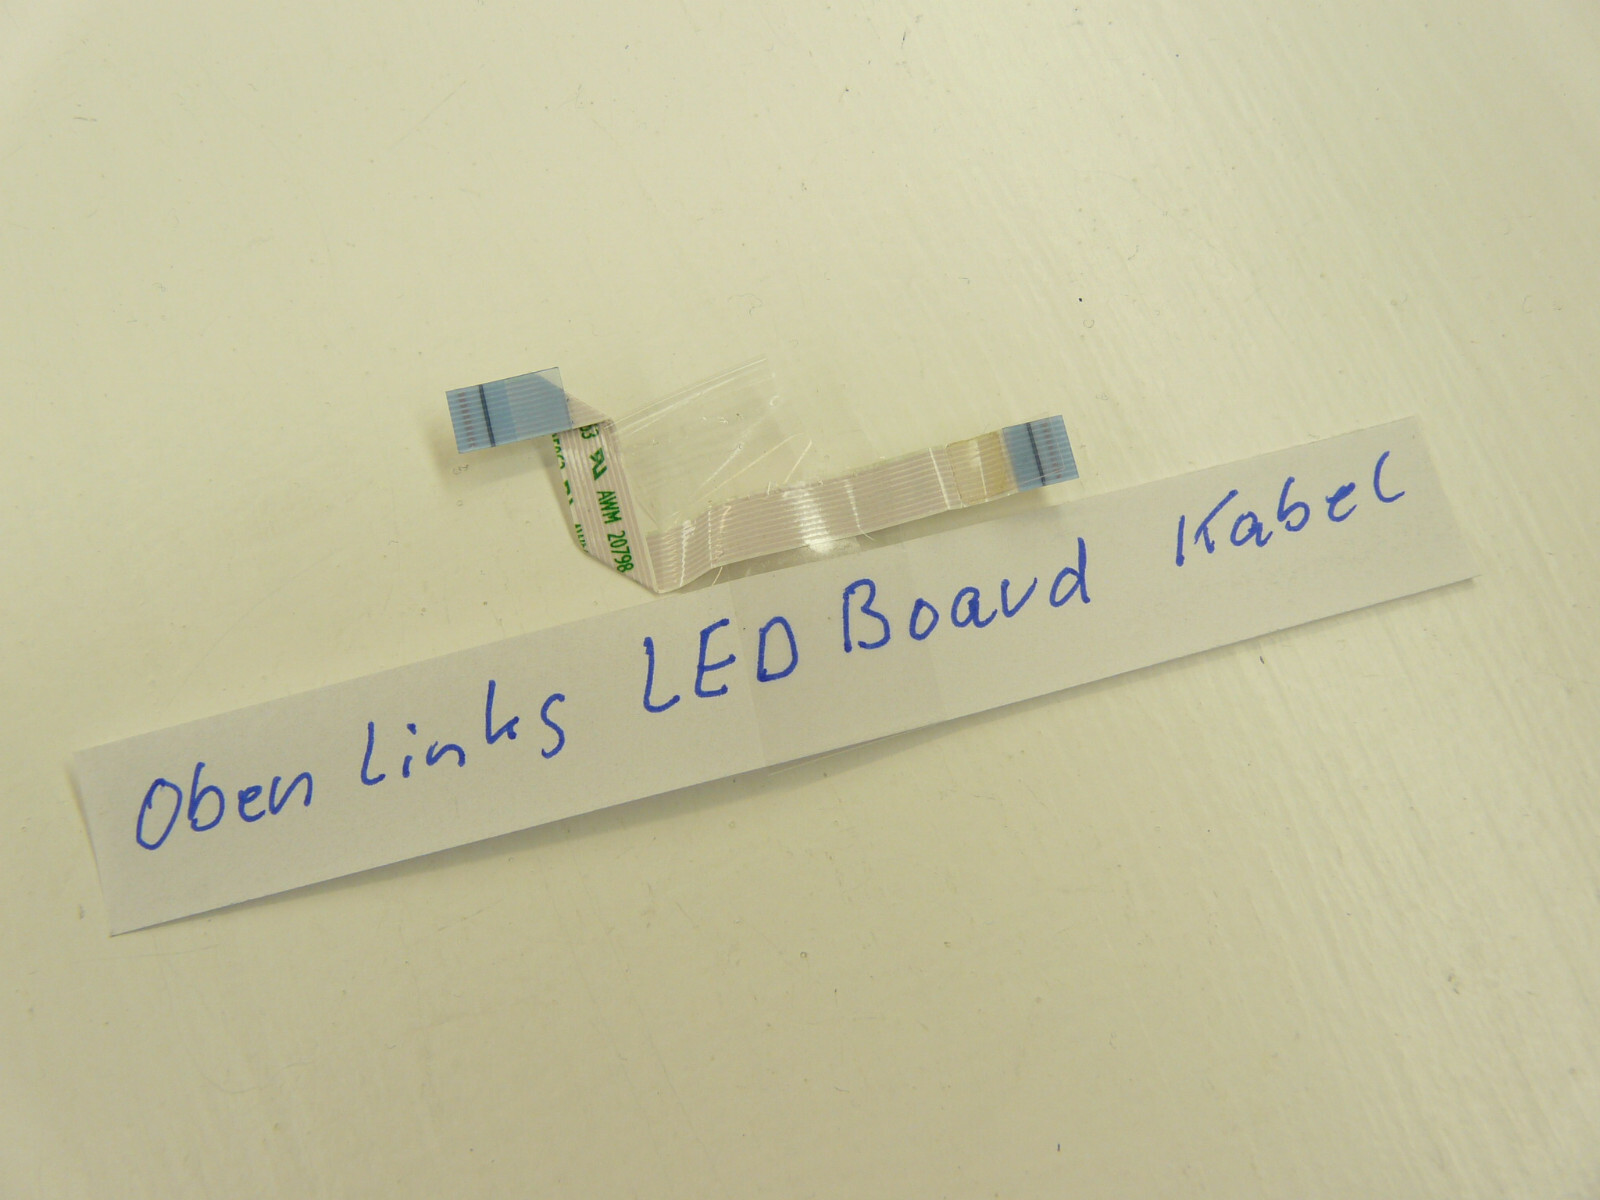 AWM 20798
Oben Links LED Board Kabel